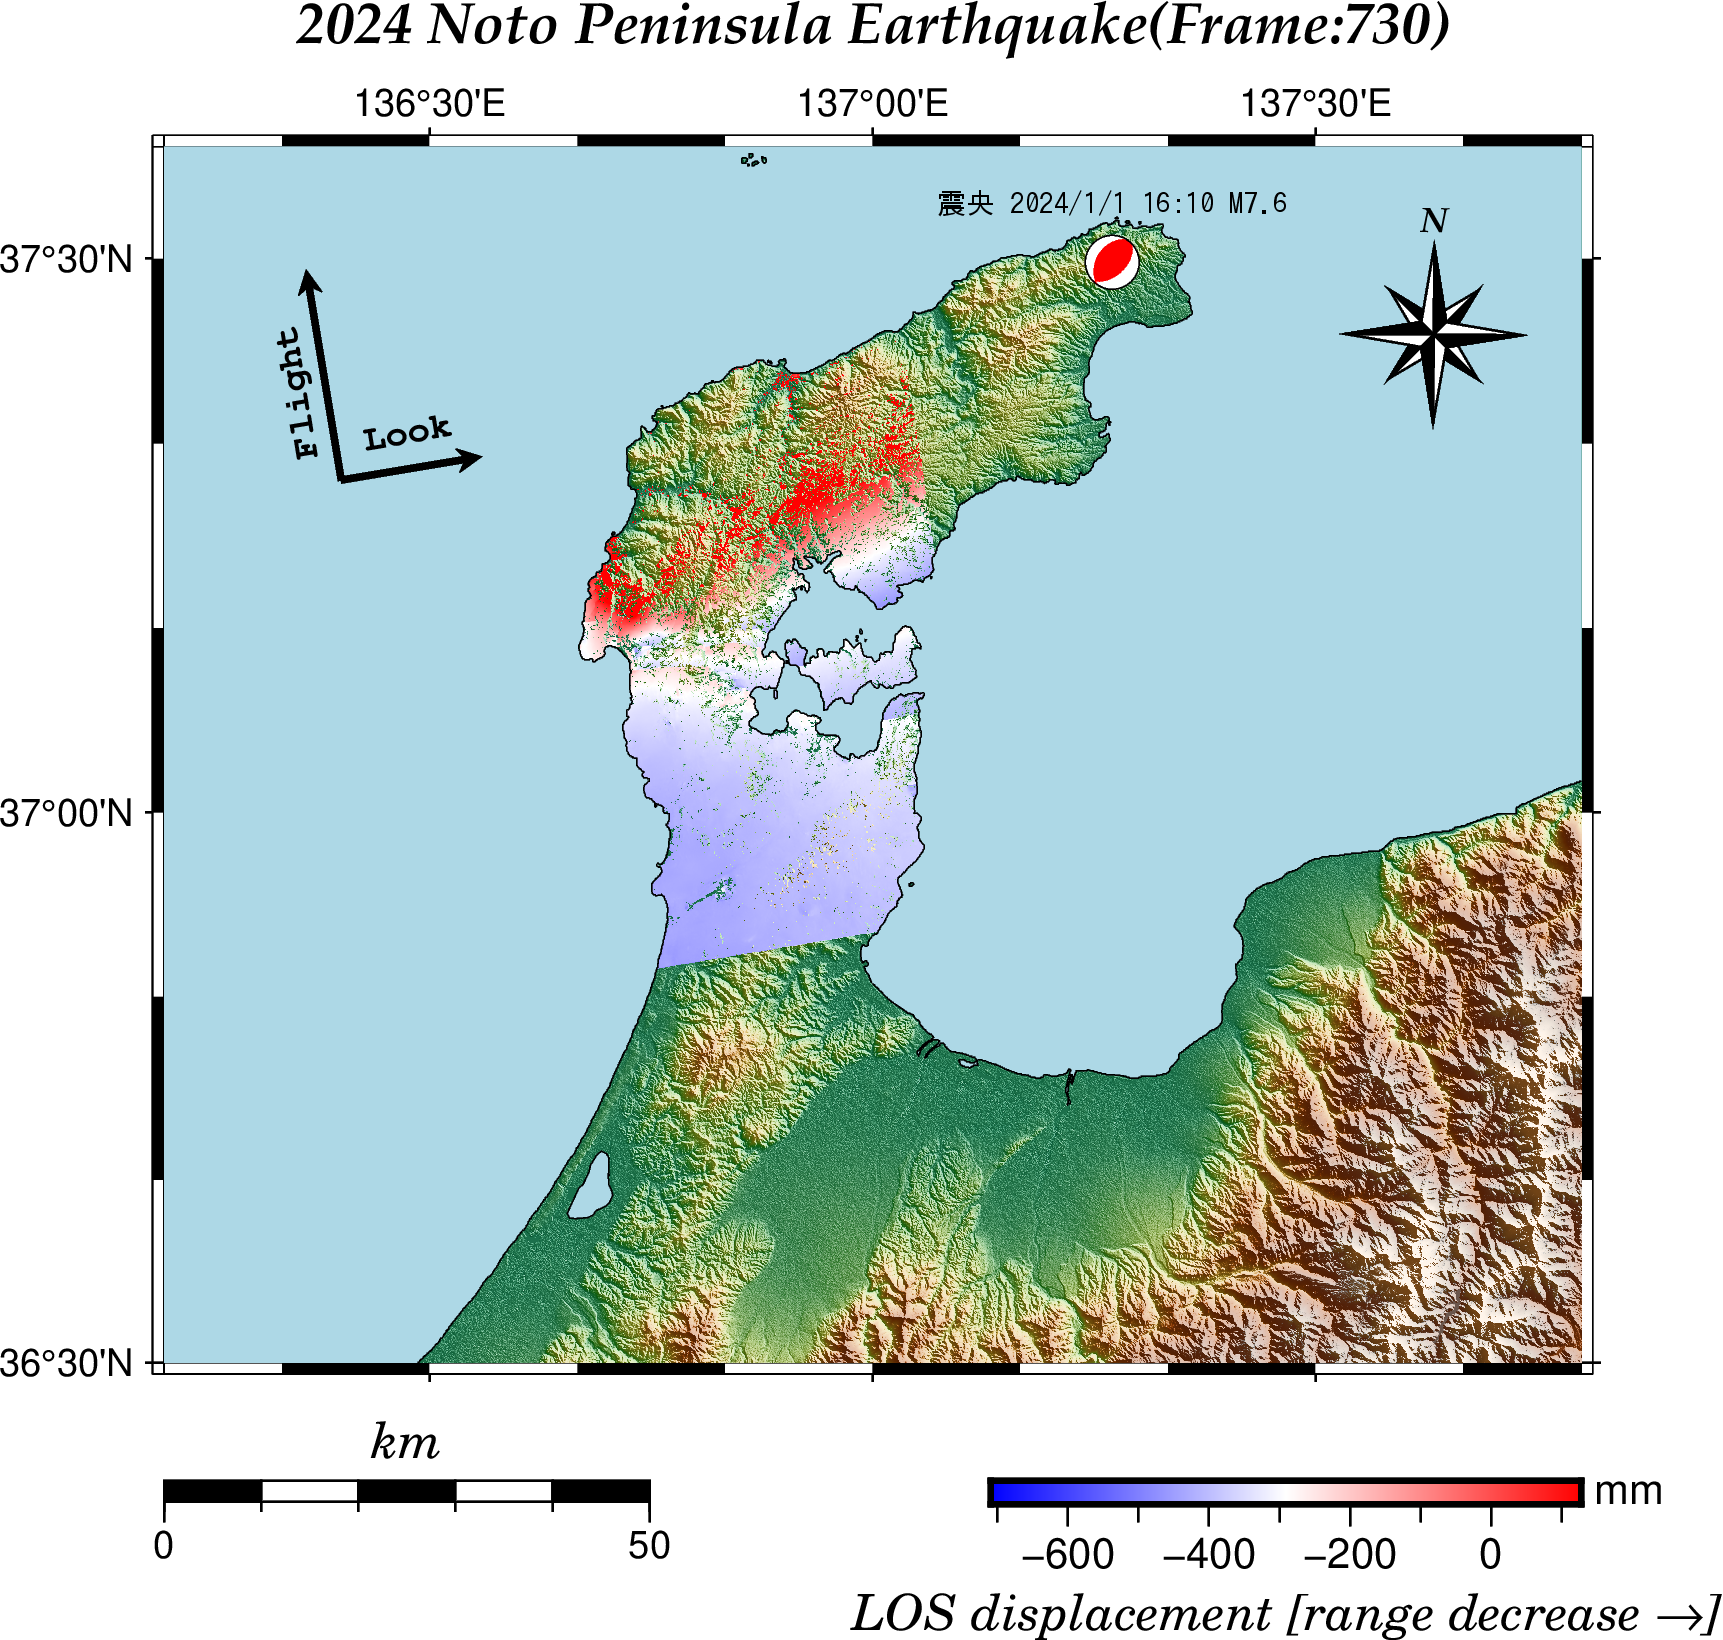 2024 Noto Peninsula Earthquake(Frame:730)
136°30'E 137°00'E 137°30'E
震央 2024/1/1 16:10 M7.6
N
37°30'N
Flight
Look
37°00'N
36°30'N
km
0 50
mm
−600 −400 −200 0
LOS displacement [range decrease →]